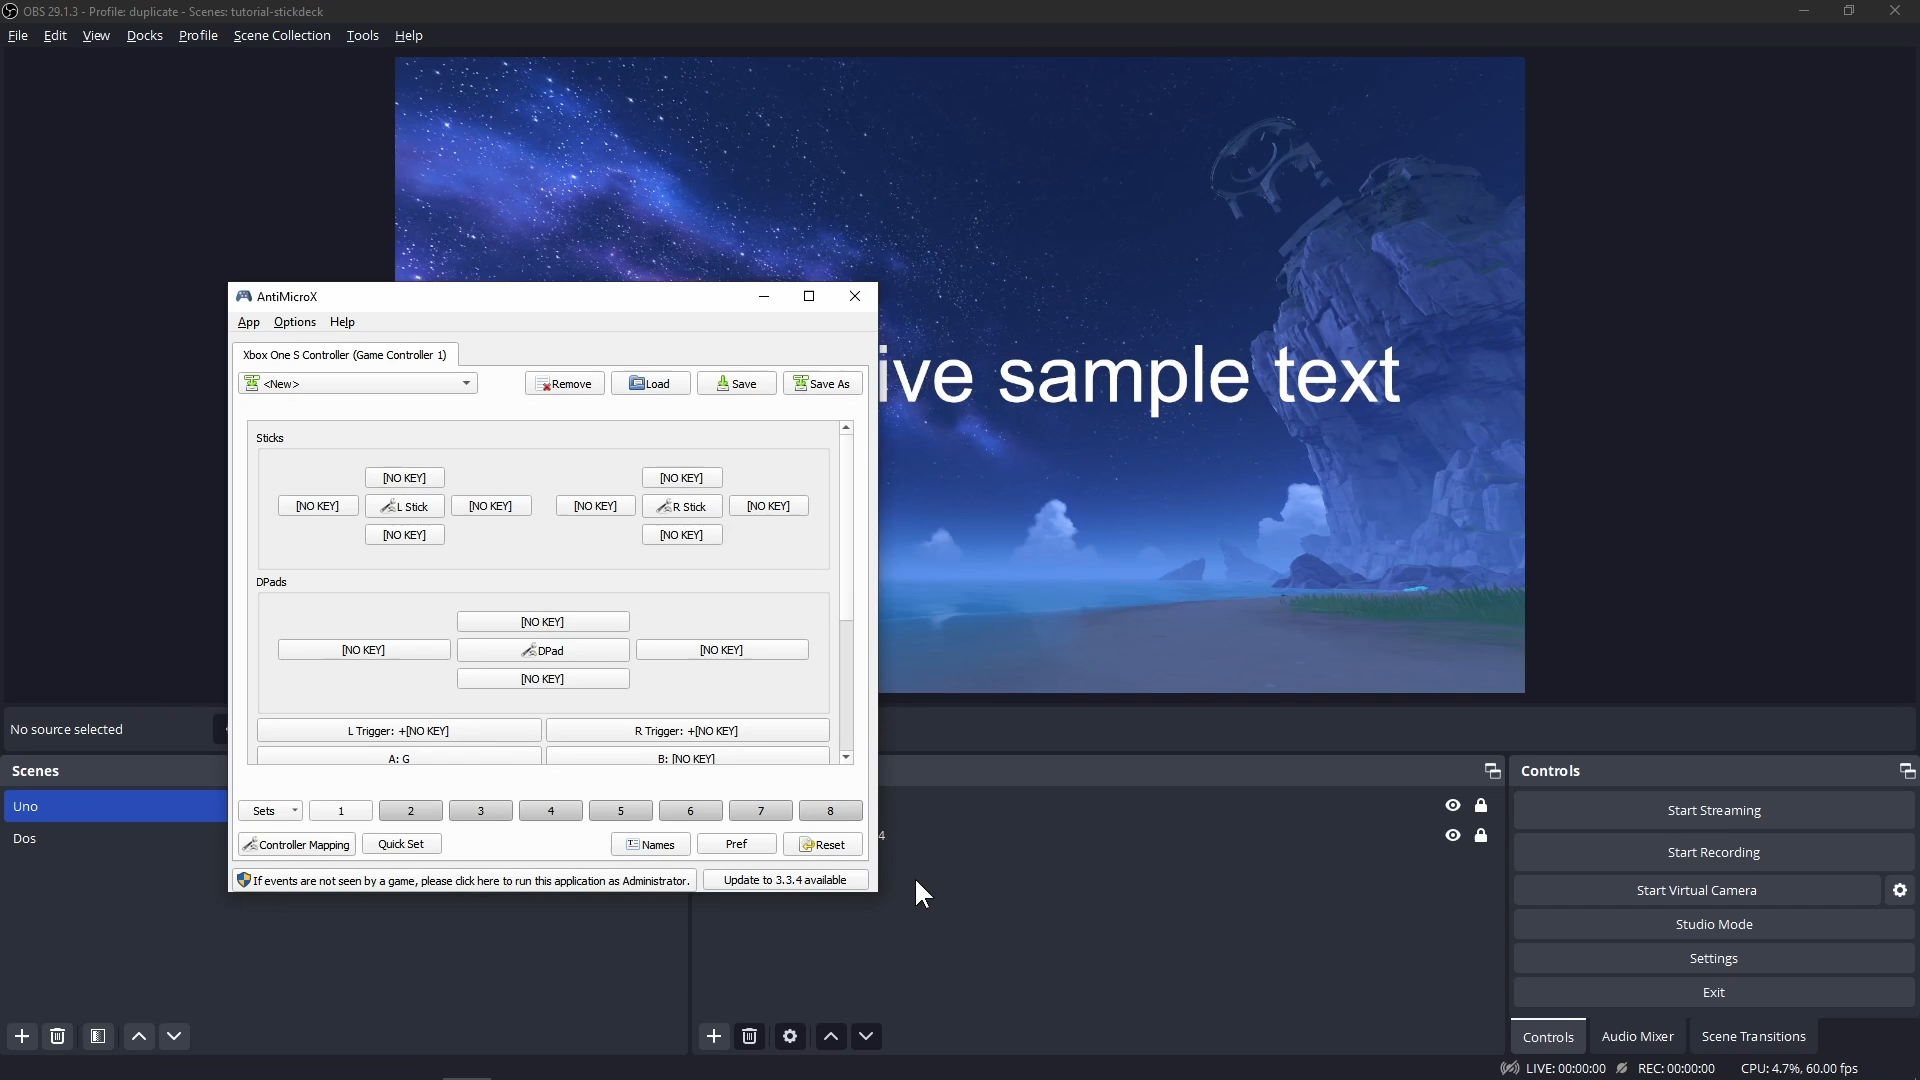 OBS 29.1.3 - Profile: duplicate - Scenes: tutorial-stickdeck
File Edit View Docks Profile Scene Collection Tools Help
ive sample text
AntiMicroX
App Options Help
Xbox One S Controller (Game Controller 1)
<New> Remove Load Save Save As
Sticks
[NO KEY] [NO KEY]
[NO KEY] L Stick [NO KEY] [NO KEY] R Stick [NO KEY]
[NO KEY] [NO KEY]
DPads
[NO KEY]
[NO KEY] DPad [NO KEY]
[NO KEY]
L Trigger: +[NO KEY] R Trigger: +[NO KEY]
A: G B: [NO KEY]
Sets 1 2 3 4 5 6 7 8
Controller Mapping Quick Set Names Pref Reset
If events are not seen by a game, please click here to run this application as Administrator. Update to 3.3.4 available
No source selected
Scenes
Uno
Dos
4
Controls
Start Streaming
Start Recording
Start Virtual Camera
Studio Mode
Settings
Exit
Controls Audio Mixer Scene Transitions
LIVE: 00:00:00 REC: 00:00:00 CPU: 4.7%, 60.00 fps